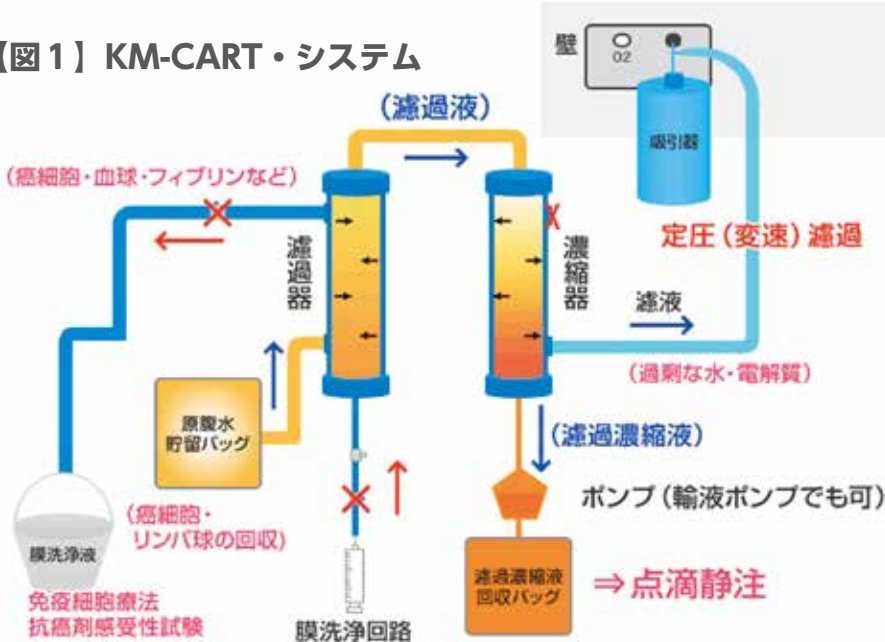 【図1】KM-CART・システム
壁
O2
吸引器
(濾過液)
(癌細胞・血球・フィブリンなど)
濾過器
濃縮器
定圧(変速)濾過
濾液
(過剰な水・電解質)
原腹水
貯留バッグ
(濾過濃縮液)
ポンプ(輸液ポンプでも可)
(癌細胞・
リンパ球の回収)
膜洗浄液
免疫細胞療法
抗癌剤感受性試験
膜洗浄回路
濾過濃縮液
回収バッグ
⇒点滴静注